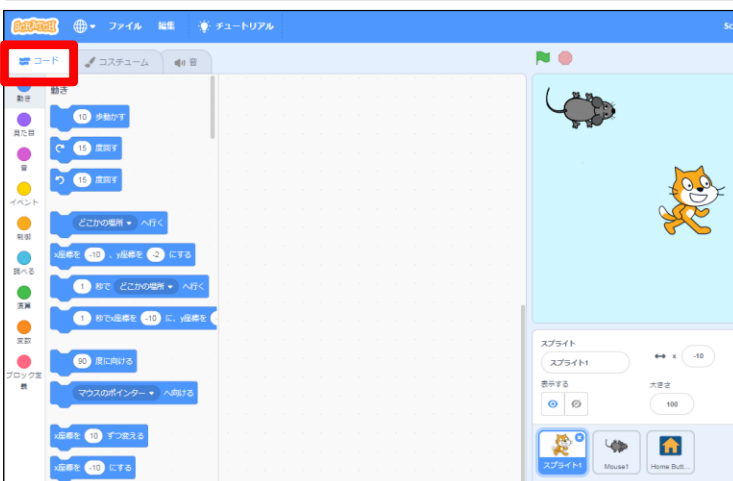 SCRATCH ファイル 編集 チュートリアル Sc
コード コスチューム 音
動き
見た目
音
イベント
制御
調べる
演算
変数
ブロック定義
動き
10 歩動かす
15 度回す
15 度回す
どこかの場所 へ行く
x座標を -10 、y座標を -2 にする
1 秒で どこかの場所 へ行く
1 秒でx座標を -10 に、y座標を
90 度に向ける
マウスのポインター へ向ける
x座標を 10 ずつ変える
x座標を -10 にする
スプライト
スプライト1 x -10
表示する 大きさ
100
スプライト1 Mouse1 Home Butt...